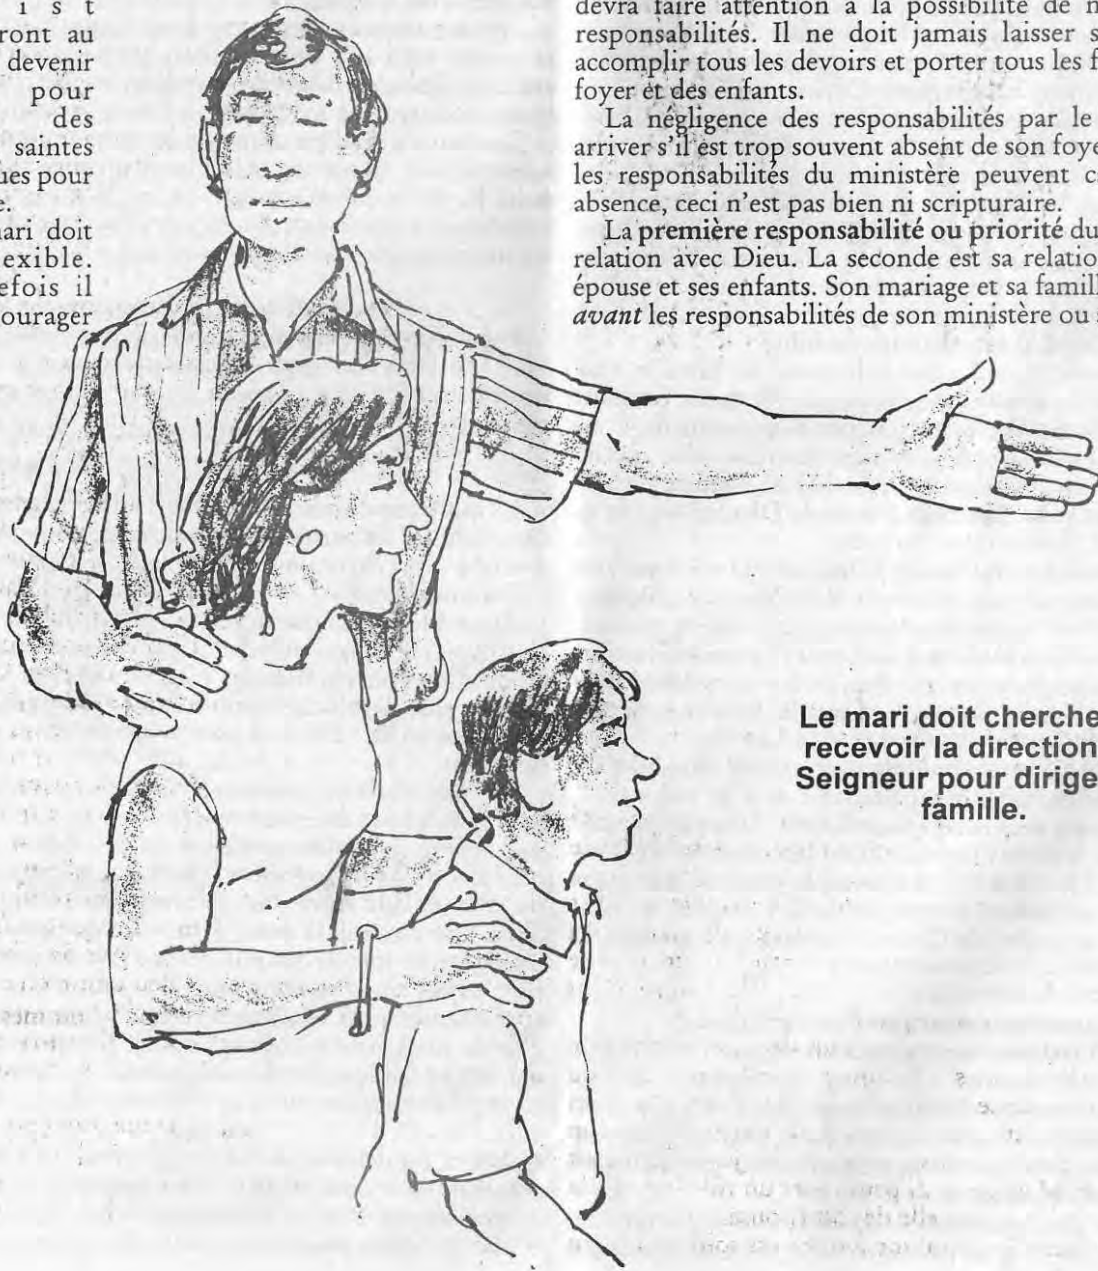 i s t
ront au
devenir
pour
des
saintes
es pour
ari doit
exible.
efois il
ourager
devra faire attention à la possibilité de n
responsabilités. Il ne doit jamais laisser s
accomplir tous les devoirs et porter tous les f
foyer et des enfants.
La négligence des responsabilités par le
arriver s'il est trop souvent absent de son foye
les responsabilités du ministère peuvent ca
absence, ceci n'est pas bien ni scripturaire.
La première responsabilité ou priorité du
relation avec Dieu. La seconde est sa relatio
épouse et ses enfants. Son mariage et sa famill
avant les responsabilités de son ministère ou s
Le mari doit cherche
recevoir la direction
Seigneur pour dirige
famille.